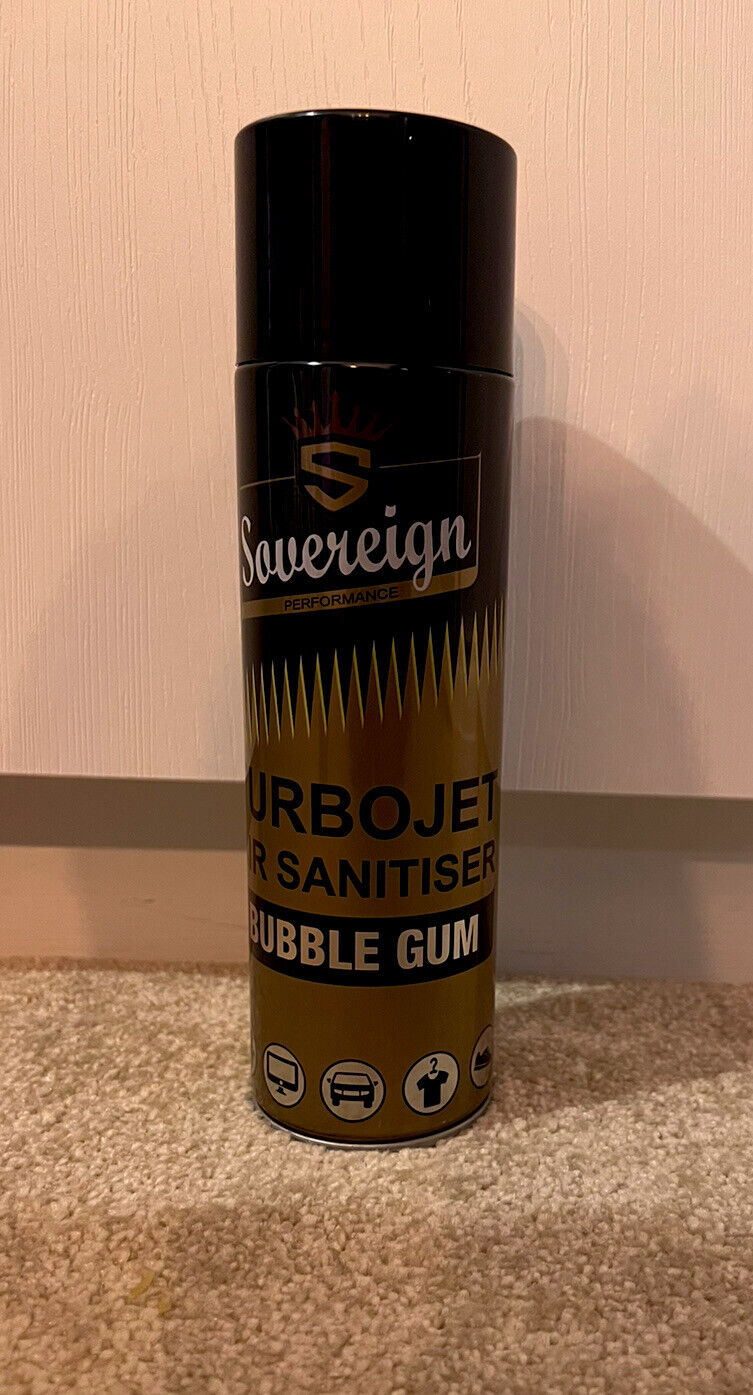 S
Sovereign
PERFORMANCE
URBOJET
R SANITISER
BUBBLE GUM